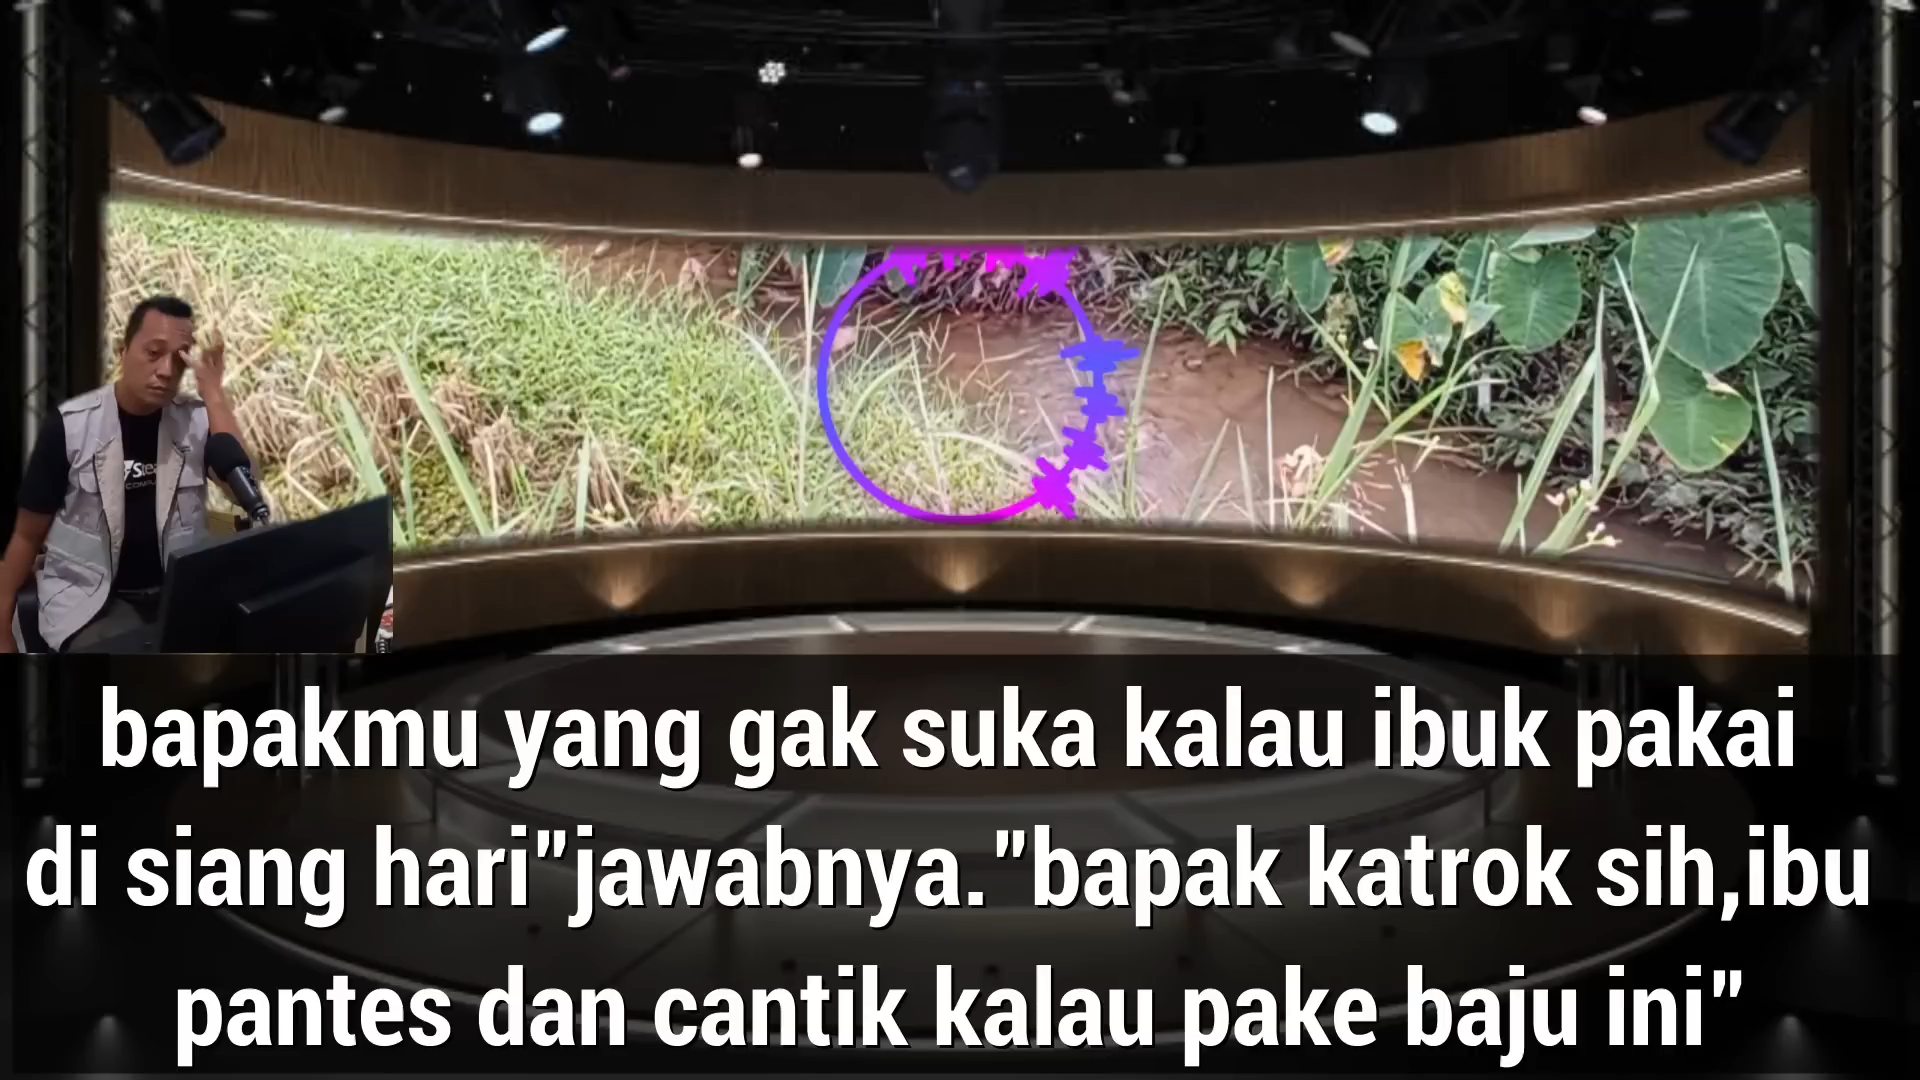 bapakmu yang gak suka kalau ibuk pakai
di siang hari"jawabnya. "bapak katrok sih,ibu
pantes dan cantik kalau pake baju ini"